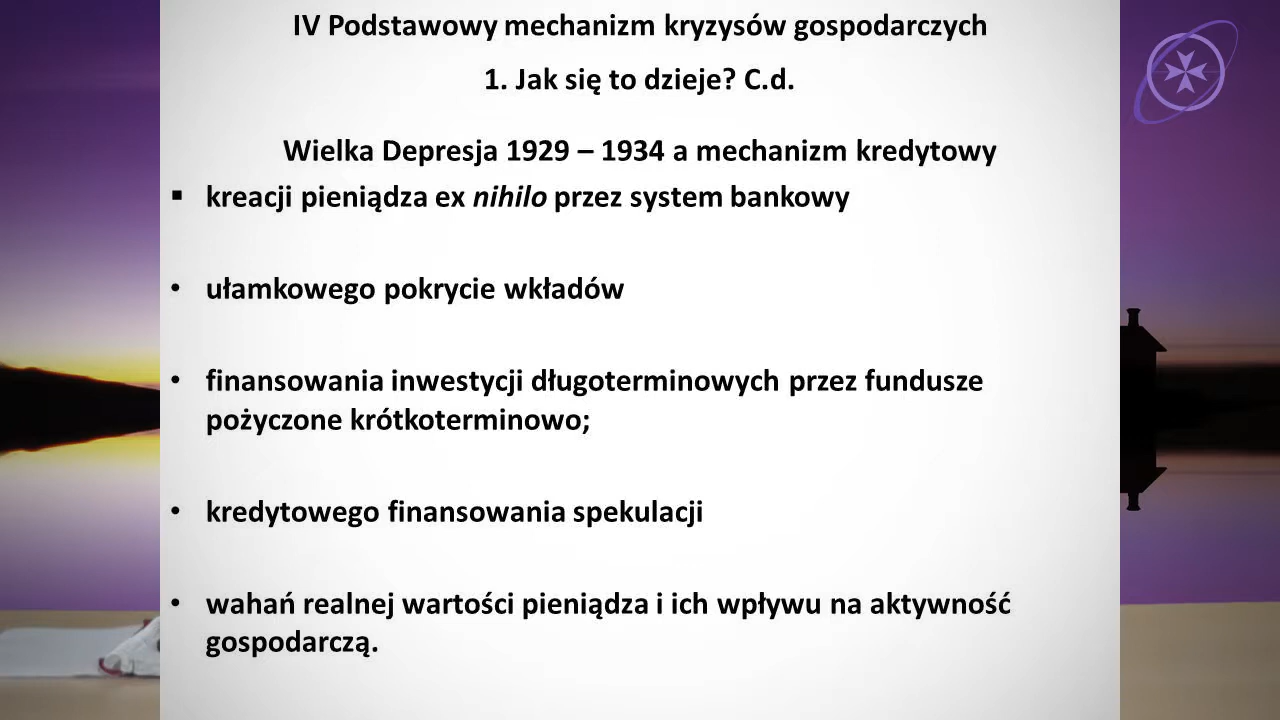 IV Podstawowy mechanizm kryzysów gospodarczych
1. Jak się to dzieje? C.d.
Wielka Depresja 1929 – 1934 a mechanizm kredytowy
▪ kreacji pieniądza ex nihilo przez system bankowy
• ułamkowego pokrycie wkładów
• finansowania inwestycji długoterminowych przez fundusze
pożyczone krótkoterminowo;
• kredytowego finansowania spekulacji
• wahań realnej wartości pieniądza i ich wpływu na aktywność
gospodarczą.